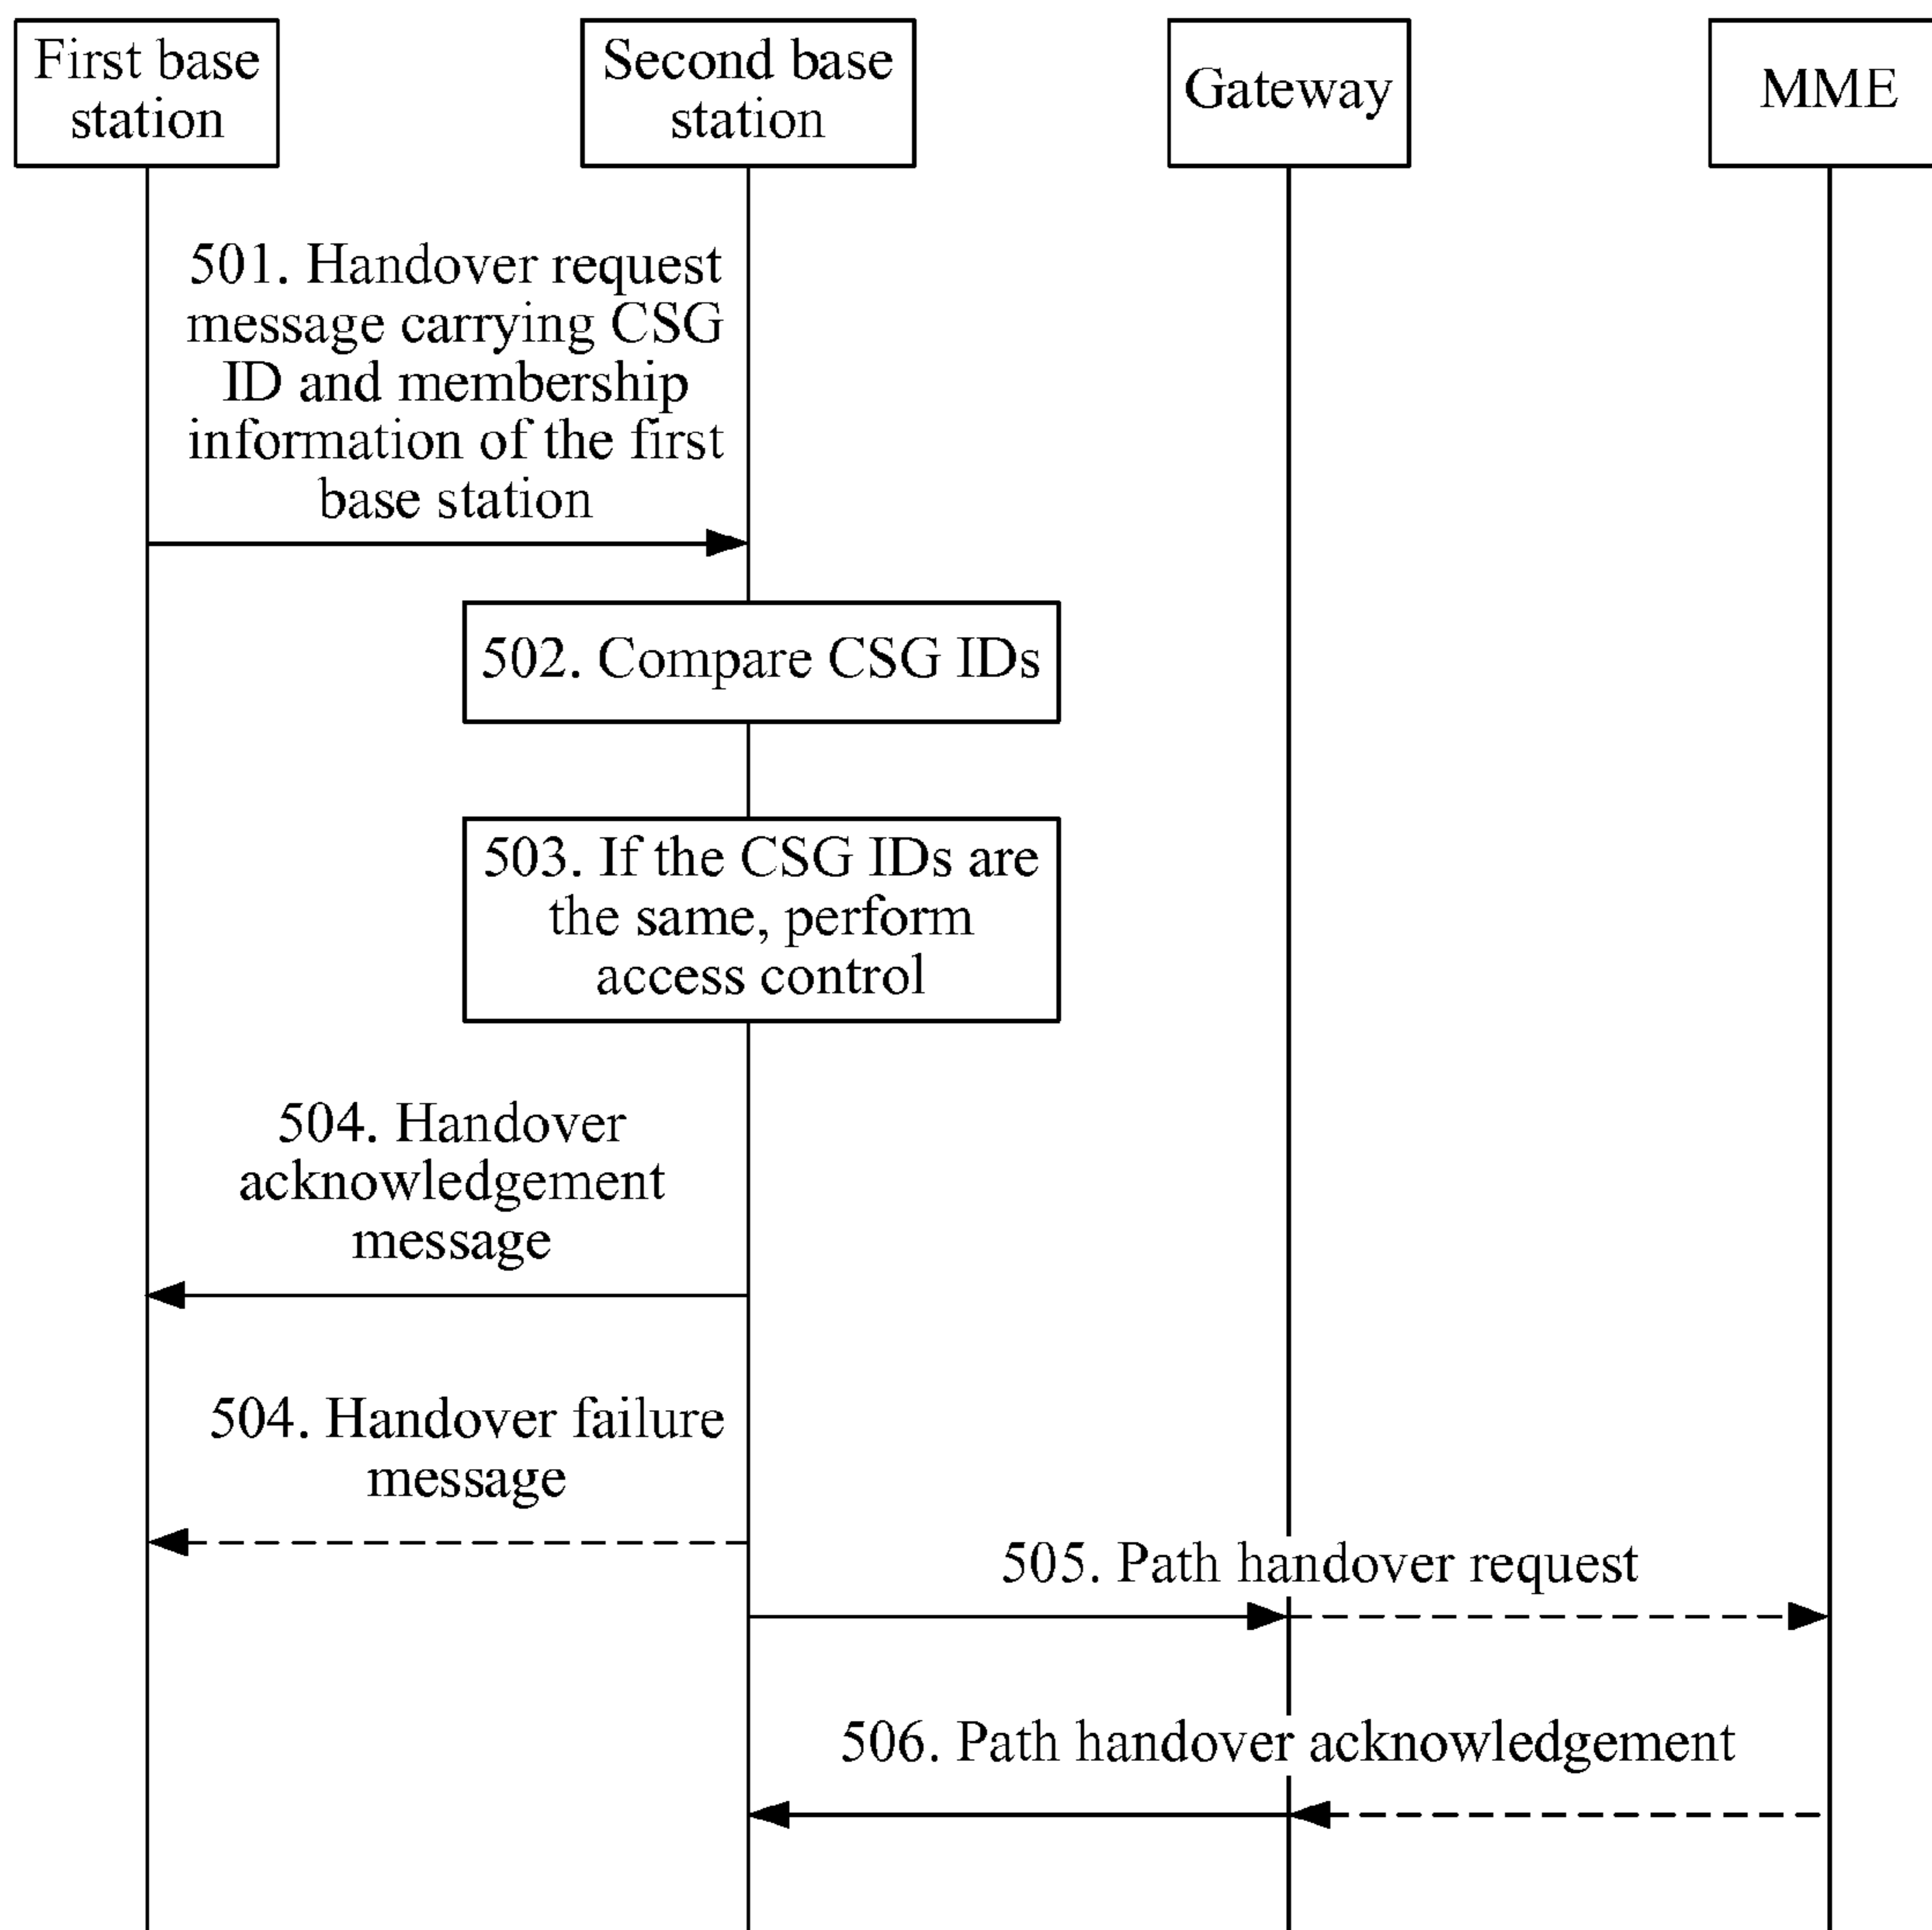 First base
station
Second base
station
Gateway
MME
501. Handover request
message carrying CSG
ID and membership
information of the first
base station
502. Compare CSG IDs
503. If the CSG IDs are
the same, perform
access control
504. Handover
acknowledgement
message
504. Handover failure
message
505. Path handover request
506. Path handover acknowledgement